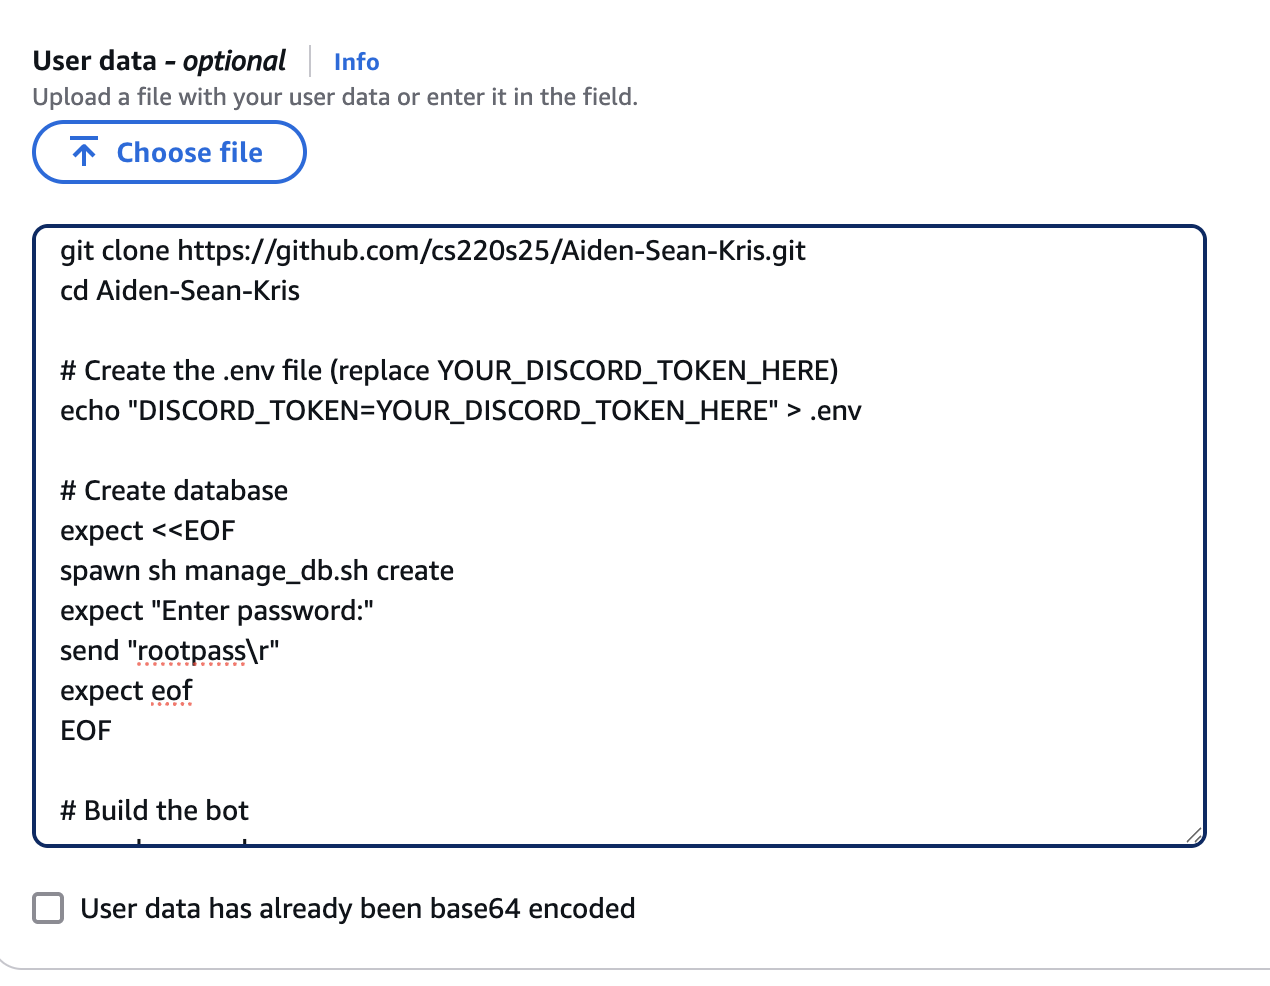 User data - optional
Info
Upload a file with your user data or enter it in the field.
Choose file
git clone https://github.com/cs220s25/Aiden-Sean-Kris.git
cd Aiden-Sean-Kris
# Create the .env file (replace YOUR_DISCORD_TOKEN_HERE)
echo "DISCORD_TOKEN=YOUR_DISCORD_TOKEN_HERE" > .env
# Create database
expect <<EOF
spawn sh manage_db.sh create
expect "Enter password:"
send "rootpass\r"
expect eof
EOF
# Build the bot
User data has already been base64 encoded